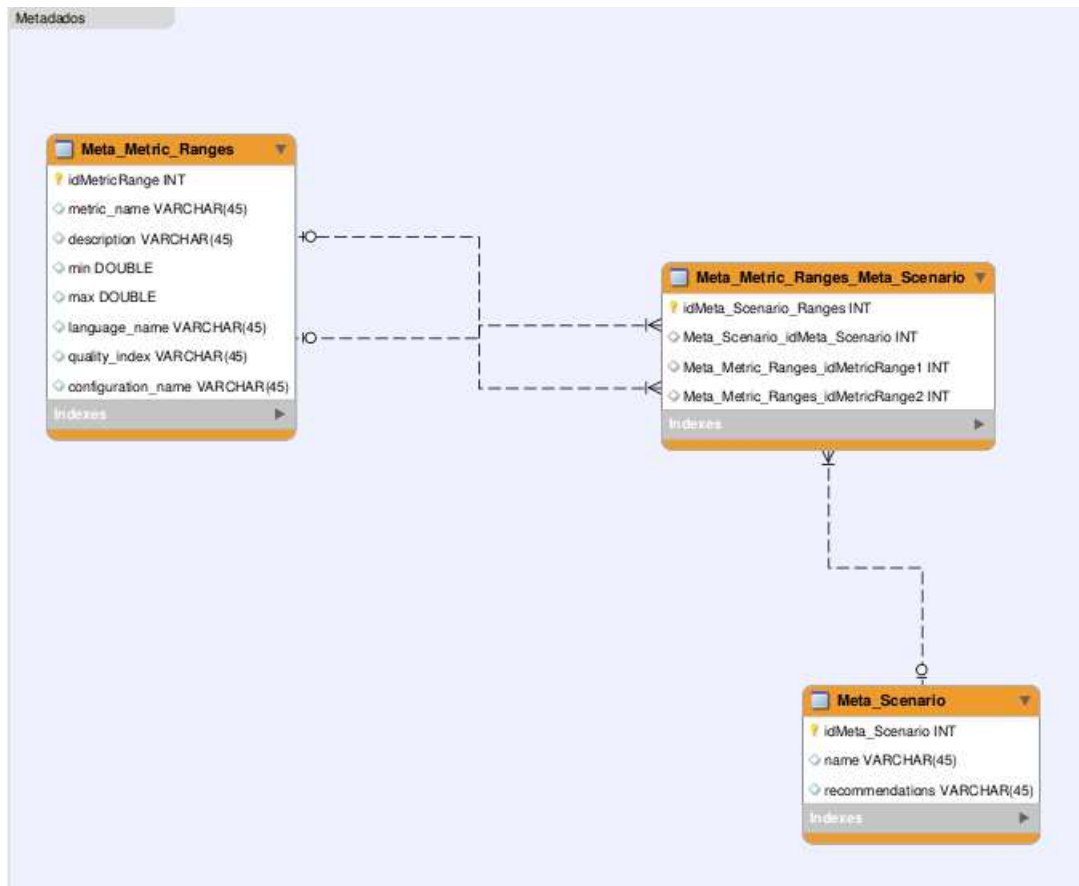 Metadados
Meta_Metric_Ranges
idMetricRange INT
metric_name VARCHAR(45)
description VARCHAR(45)
min DOUBLE
max DOUBLE
language_name VARCHAR(45)
quality_index VARCHAR(45)
configuration_name VARCHAR(45)
Indexes
Meta_Metric_Ranges_Meta_Scenario
idMeta_Scenario_Ranges INT
Meta_Scenario_idMeta_Scenario INT
Meta_Metric_Ranges_idMetricRange1 INT
Meta_Metric_Ranges_idMetricRange2 INT
Indexes
Meta_Scenario
idMeta_Scenario INT
name VARCHAR(45)
recommendations VARCHAR(45)
Indexes